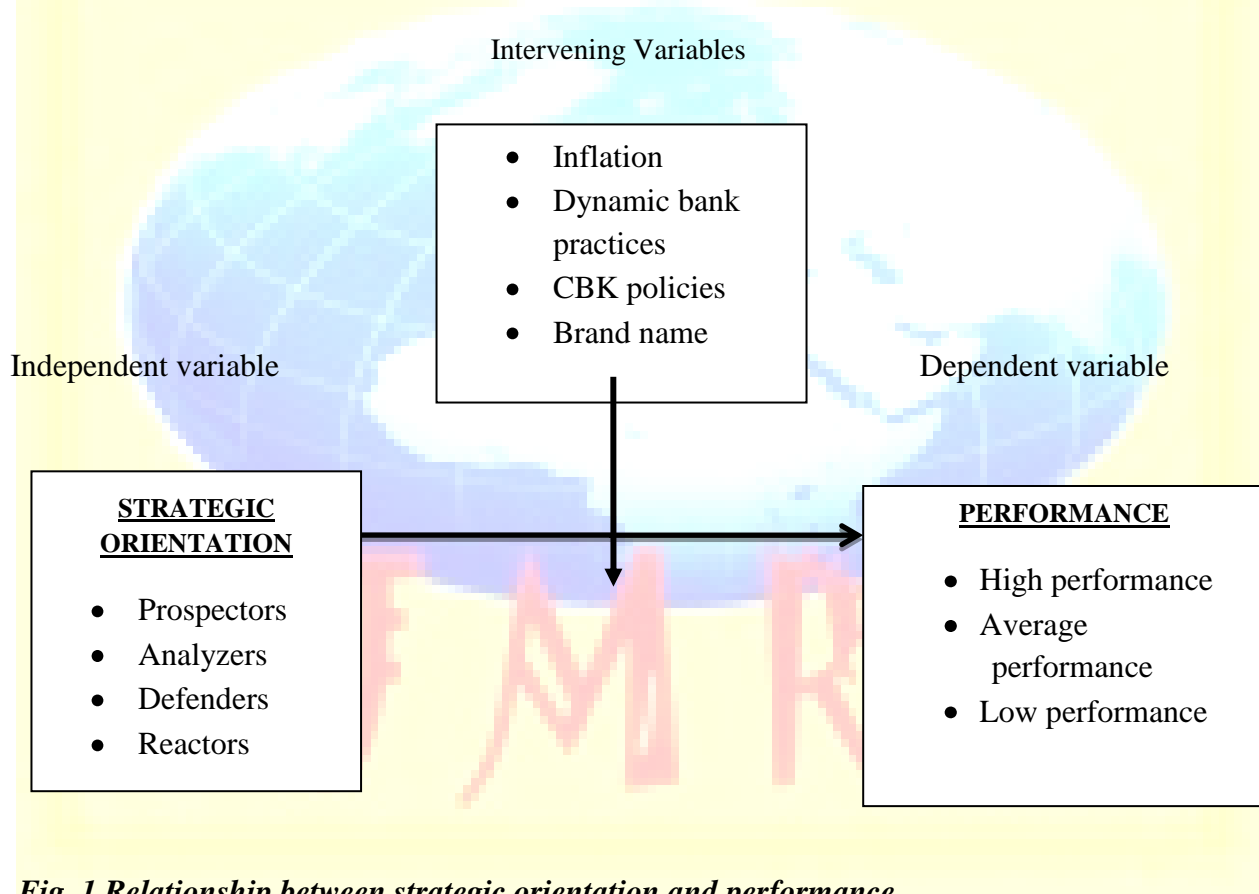 Intervening Variables
• Inflation
• Dynamic bank
practices
• CBK policies
• Brand name
Independent variable
Dependent variable
STRATEGIC
ORIENTATION
• Prospectors
• Analyzers
• Defenders
• Reactors
PERFORMANCE
• High performance
• Average
performance
• Low performance
Fig. 1 Relationship between strategic orientation and performance